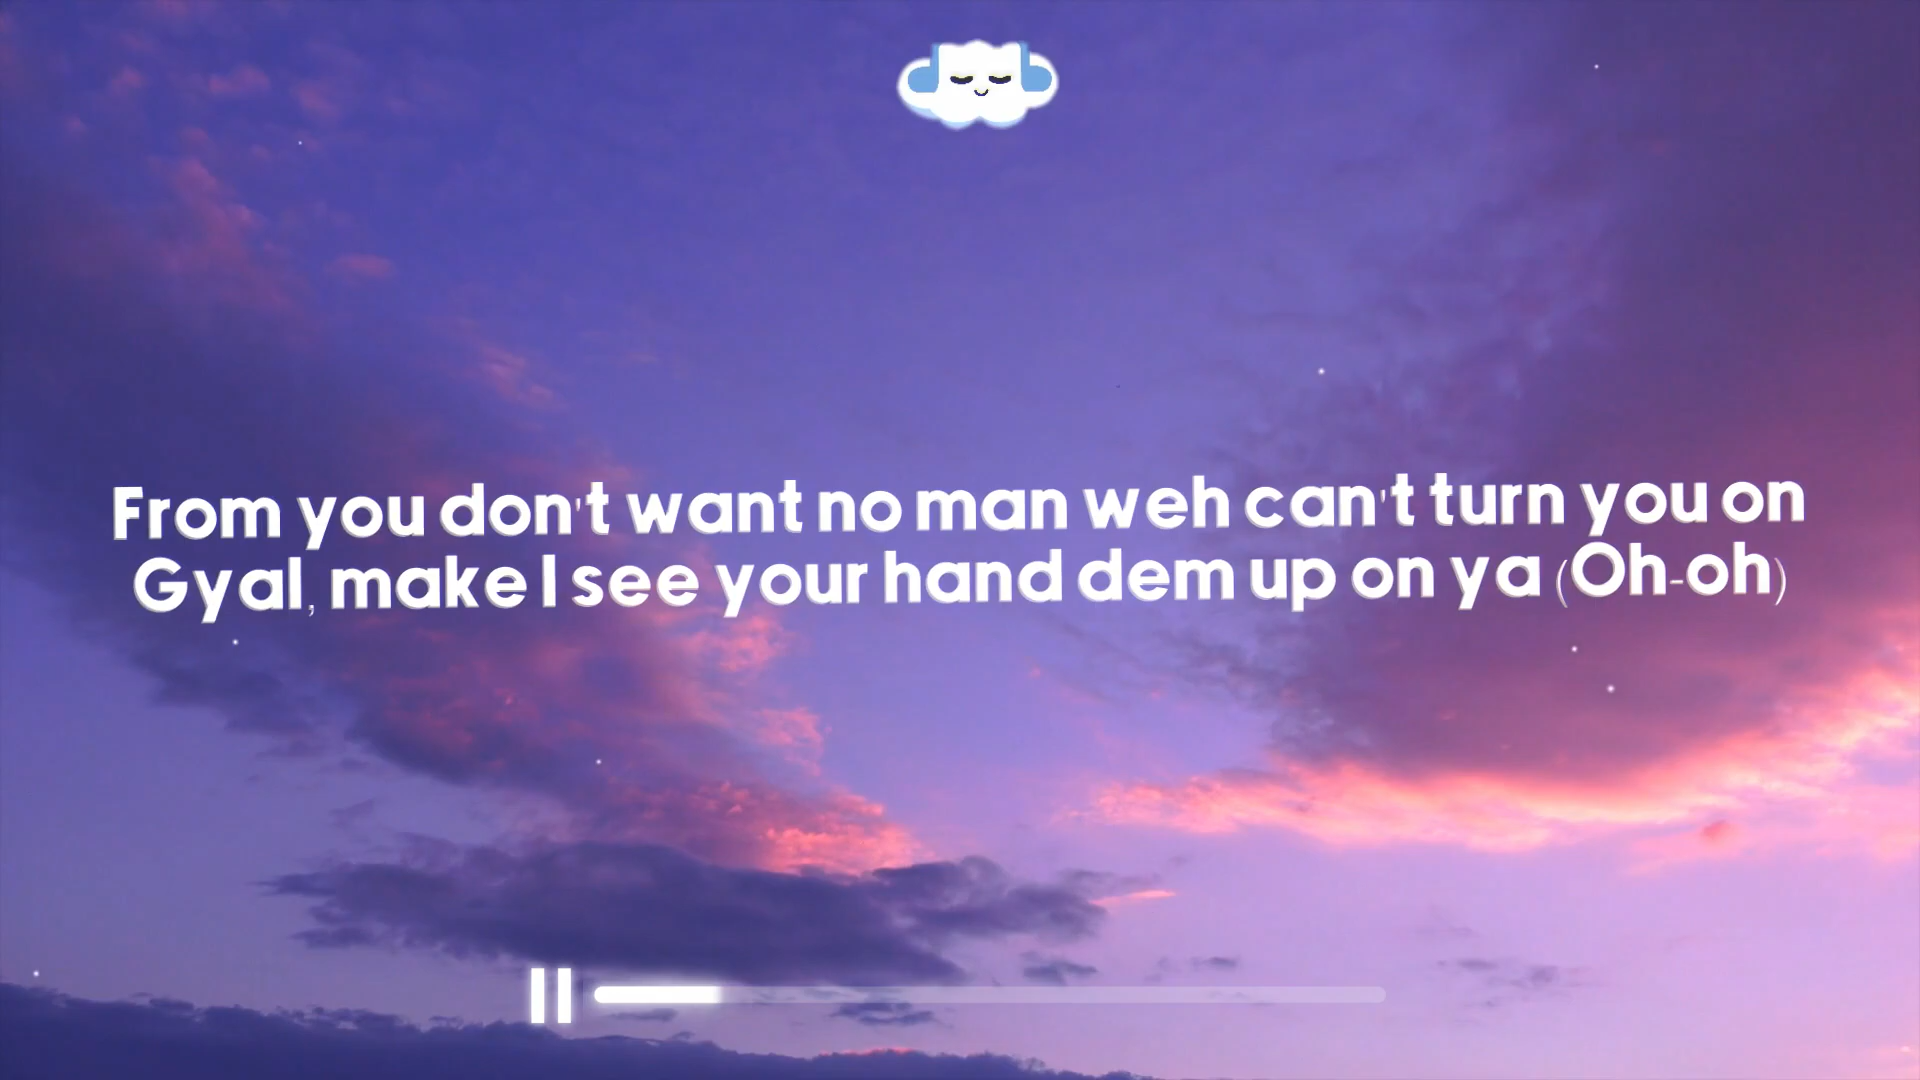 From you don't want no man weh can't turn you on
Gyal, make I see your hand dem up on ya (Oh-oh)